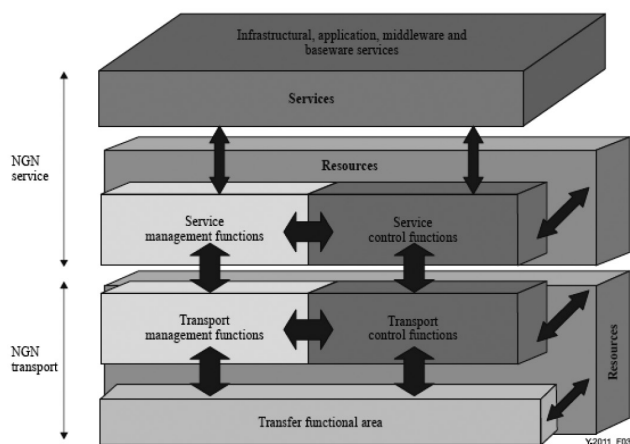 Infrastructural, application, middleware and
baseware services
Services
NGN
service
Resources
Service
management functions
Service
control functions
NGN
transport
Transport
management functions
Transport
control functions
Resources
Transfer functional area
Y.2011_F03